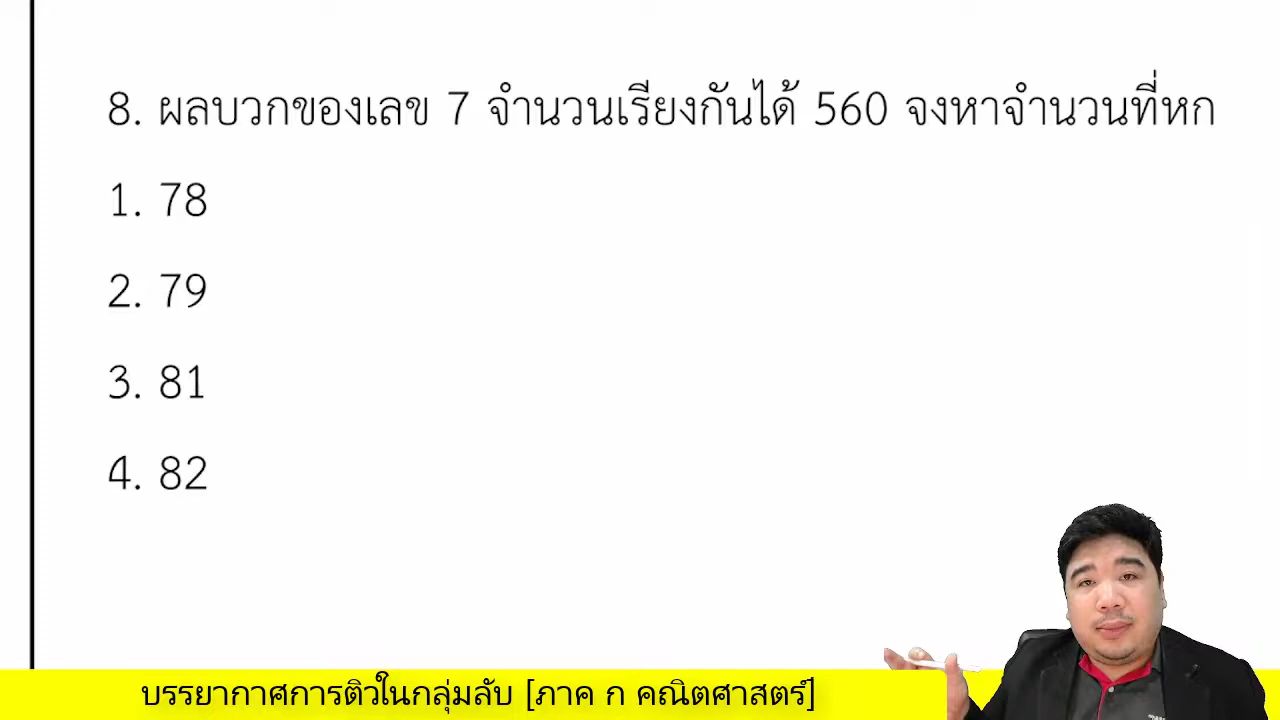 8. ผลบวกของเลข 7 จำนวนเรียงกันได้ 560 จงหาจำนวนที่หก
1. 78
2. 79
3. 81
4. 82
บรรยากาศการติวในกลุ่มลับ [ภาค ก คณิตศาสตร์]